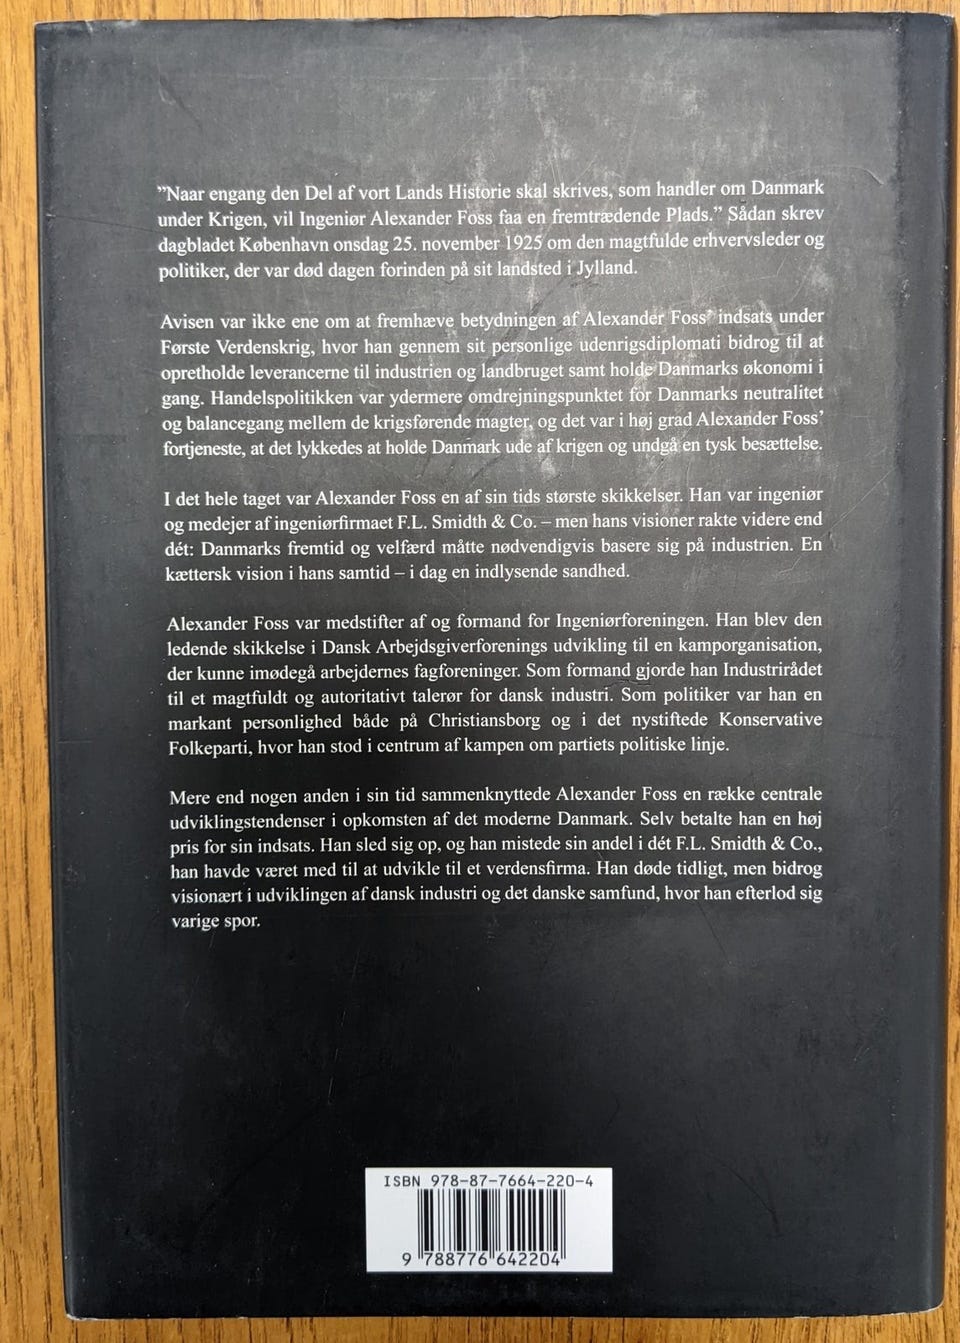 ”Naar engang den Del af vort Lands Historie skal skrives, som handler om Danmark
under Krigen, vil Ingeniør Alexander Foss faa en fremtrædende Plads.” Sådan skrev
dagbladet København onsdag 25. november 1925 om den magtfulde erhvervsleder og
politiker, der var død dagen forinden på sit landsted i Jylland.
Avisen var ikke ene om at fremhæve betydningen af Alexander Foss’ indsats under
Første Verdenskrig, hvor han gennem sit personlige udenrigsdiplomati bidrog til at
opretholde leverancerne til industrien og landbruget samt holde Danmarks økonomi i
gang. Handelspolitikken var ydermere omdrejningspunktet for Danmarks neutralitet
og balancegang mellem de krigsførende magter, og det var i høj grad Alexander Foss’
fortjeneste, at det lykkedes at holde Danmark ude af krigen og undgå en tysk besættelse.
I det hele taget var Alexander Foss en af sin tids største skikkelser. Han var ingeniør
og medejer af ingeniørfirmaet F.L. Smidth & Co. – men hans visioner rakte videre end
dét: Danmarks fremtid og velfærd måtte nødvendigvis basere sig på industrien. En
kættersk vision i hans samtid – i dag en indlysende sandhed.
Alexander Foss var medstifter af og formand for Ingeniørforeningen. Han blev den
ledende skikkelse i Dansk Arbejdsgiverforenings udvikling til en kamporganisation,
der kunne imødegå arbejdernes fagforeninger. Som formand gjorde han Industrirådet
til et magtfuldt og autoritativt talerør for dansk industri. Som politiker var han en
markant personlighed både på Christiansborg og i det nystiftede Konservative
Folkeparti, hvor han stod i centrum af kampen om partiets politiske linje.
Mere end nogen anden i sin tid sammenknyttede Alexander Foss en række centrale
udviklingstendenser i opkomsten af det moderne Danmark. Selv betalte han en høj
pris for sin indsats. Han sled sig op, og han mistede sin andel i dét F.L. Smidth & Co.,
han havde været med til at udvikle til et verdensfirma. Han døde tidligt, men bidrog
visionært i udviklingen af dansk industri og det danske samfund, hvor han efterlod sig
varige spor.
ISBN 978-87-7664-220-4
9 788776 642204